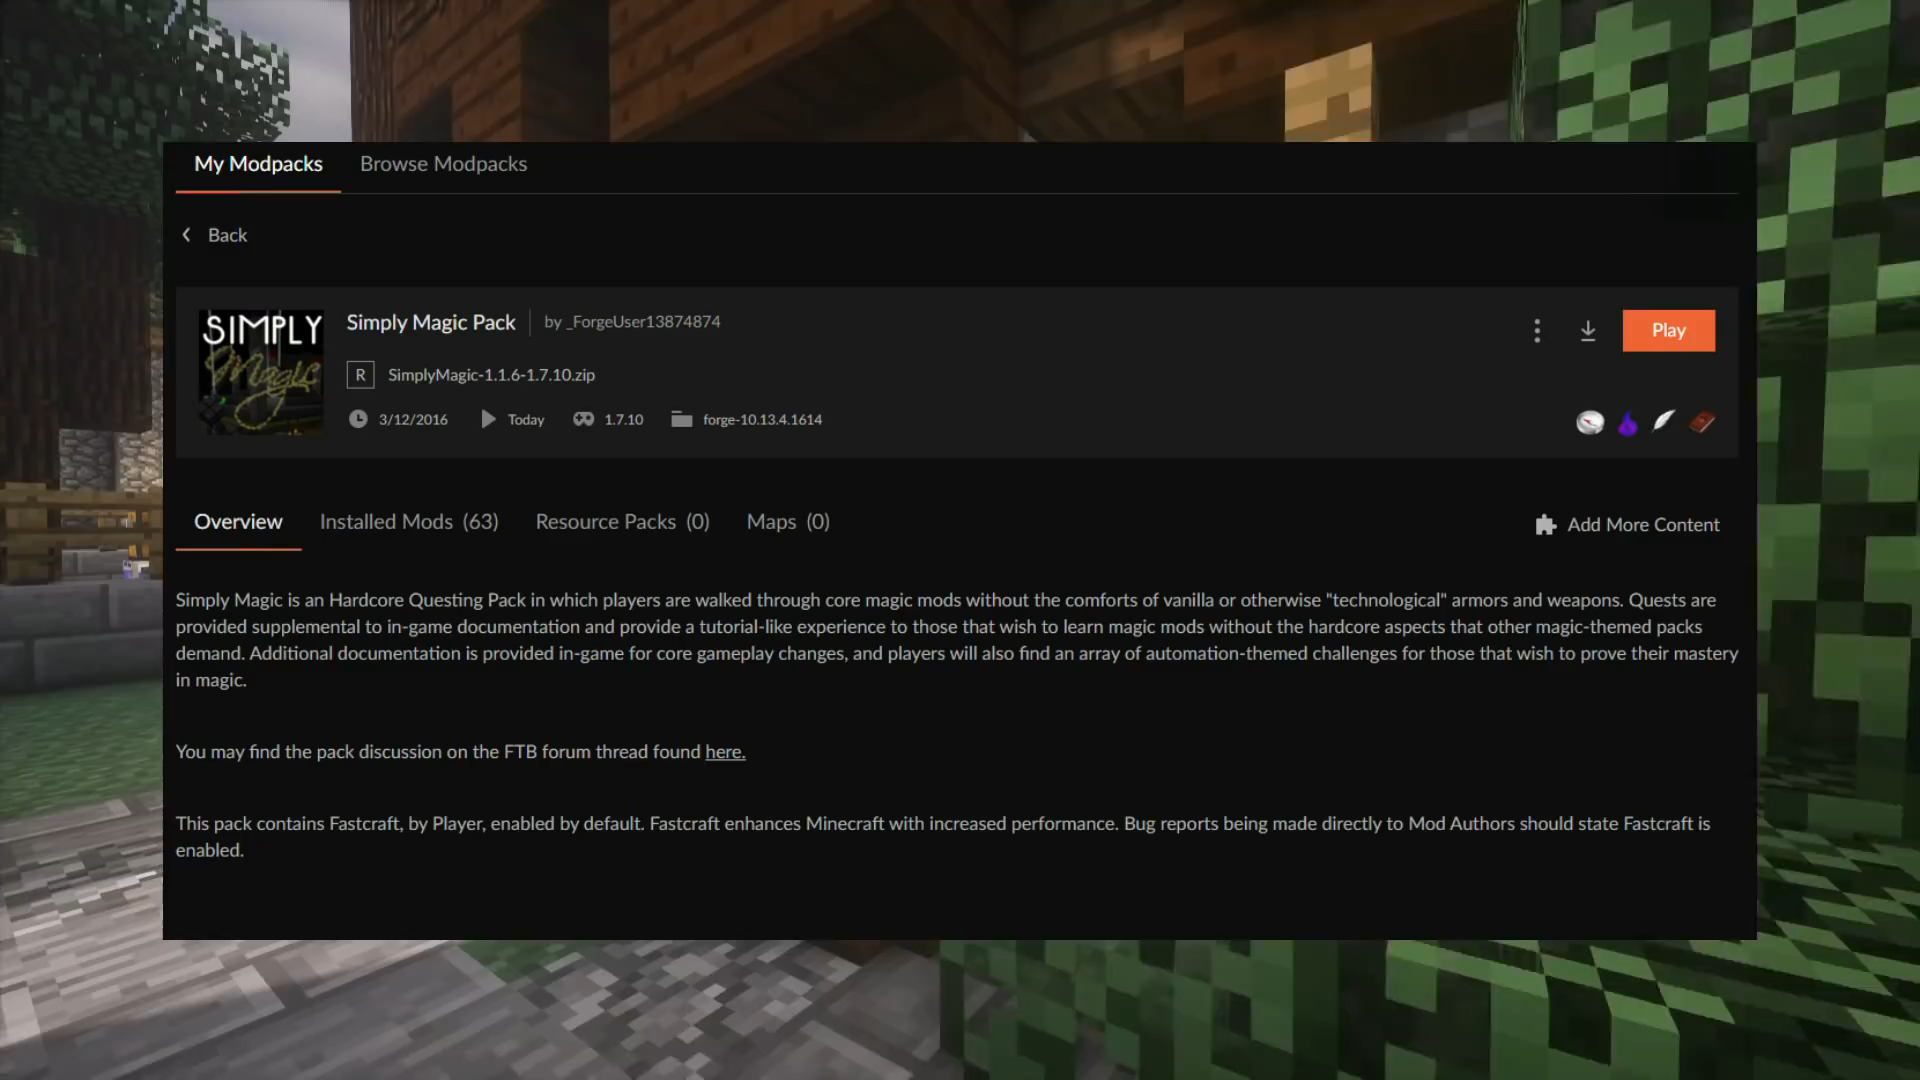 My Modpacks
Browse Modpacks
Back
SIMPLY
Magic
Simply Magic Pack
by _ForgeUser13874874
R
SimplyMagic-1.1.6-1.7.10.zip
3/12/2016
Today
1.7.10
forge-10.13.4.1614
Play
Overview
Installed Mods (63)
Resource Packs (0)
Maps (0)
Add More Content
Simply Magic is an Hardcore Questing Pack in which players are walked through core magic mods without the comforts of vanilla or otherwise "technological" armors and weapons. Quests are
provided supplemental to in-game documentation and provide a tutorial-like experience to those that wish to learn magic mods without the hardcore aspects that other magic-themed packs
demand. Additional documentation is provided in-game for core gameplay changes, and players will also find an array of automation-themed challenges for those that wish to prove their mastery
in magic.
You may find the pack discussion on the FTB forum thread found here.
This pack contains Fastcraft, by Player, enabled by default. Fastcraft enhances Minecraft with increased performance. Bug reports being made directly to Mod Authors should state Fastcraft is
enabled.